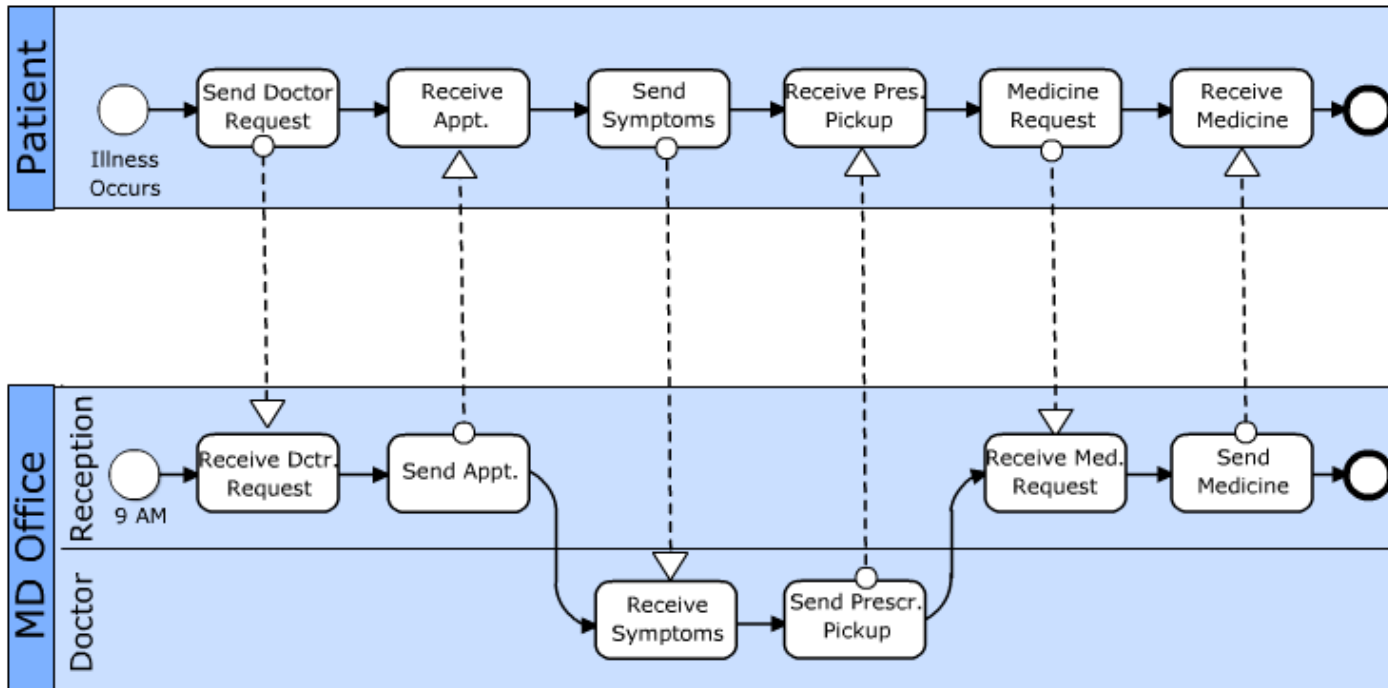 Patient
Illness
Occurs
Send Doctor
Request
Receive
Appt.
Send
Symptoms
Receive Pres.
Pickup
Medicine
Request
Receive
Medicine
MD Office
Reception
9 AM
Receive Dctr.
Request
Send Appt.
Receive Med.
Request
Send
Medicine
Doctor
Receive
Symptoms
Send Prescr.
Pickup